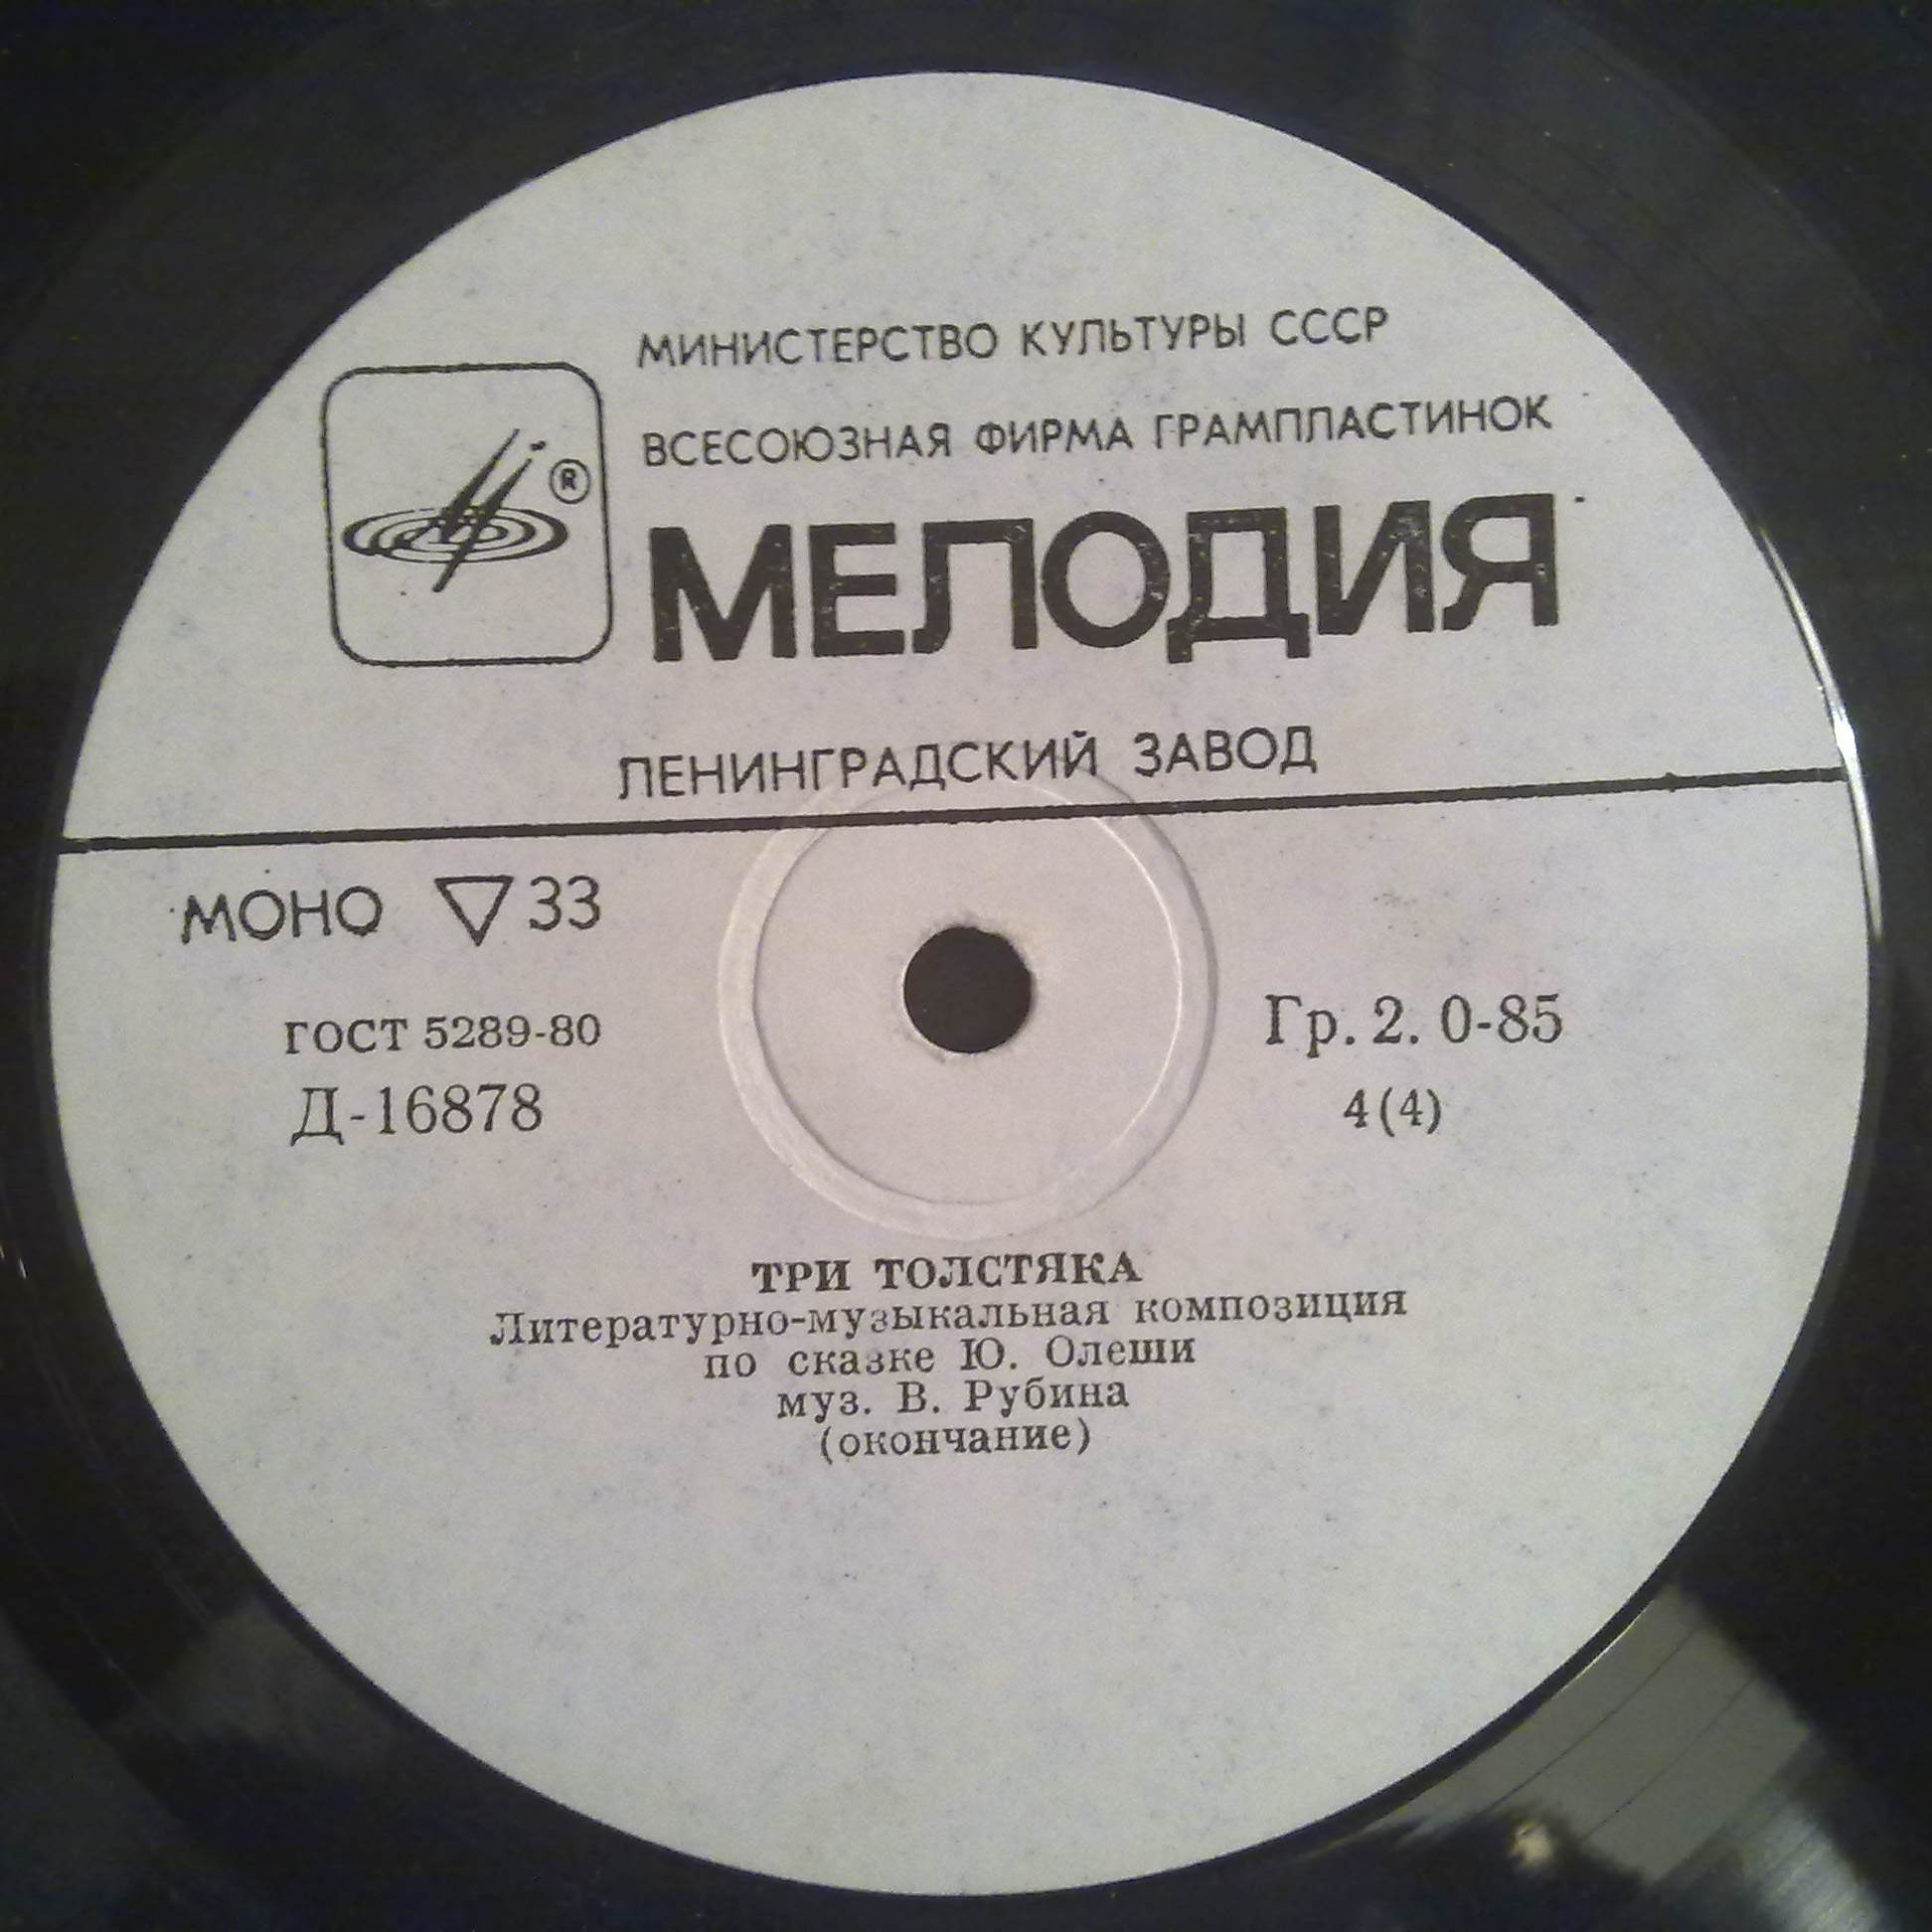 МИНИСТЕРСТВО КУЛЬТУРЫ СССР
ВСЕСОЮЗНАЯ ФИРМА ГРАМПЛАСТИНОК
®
МЕЛОДИЯ
ЛЕНИНГРАДСКИЙ ЗАВОД
МОНО ▽ 33
ГОСТ 5289-80
Д-16878
Гр. 2. 0-85
4(4)
ТРИ ТОЛСТЯКА
Литературно-музыкальная композиция
по сказке Ю. Олеши
муз. В. Рубина
(окончание)